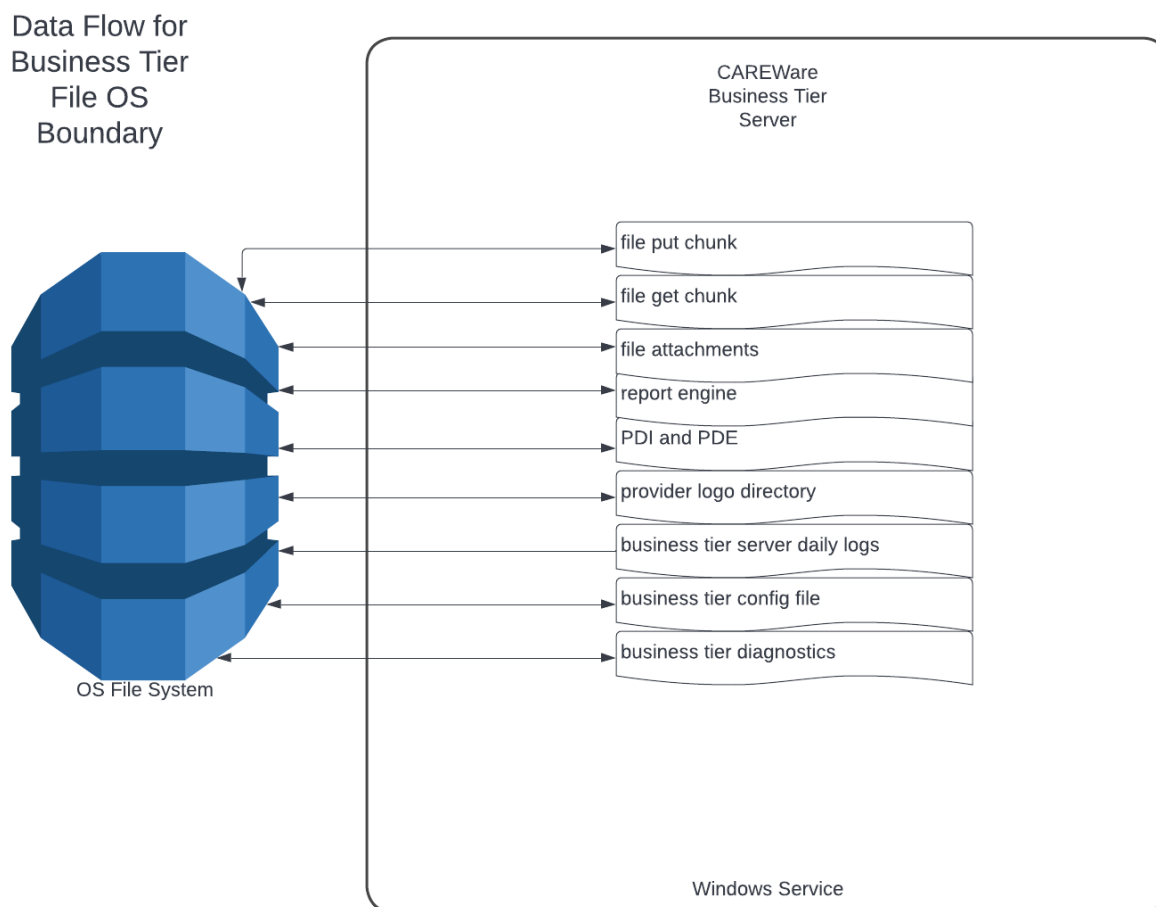 Data Flow for
Business Tier
File OS
Boundary
CAREWare
Business Tier
Server
file put chunk
file get chunk
file attachments
report engine
PDI and PDE
provider logo directory
business tier server daily logs
business tier config file
business tier diagnostics
OS File System
Windows Service